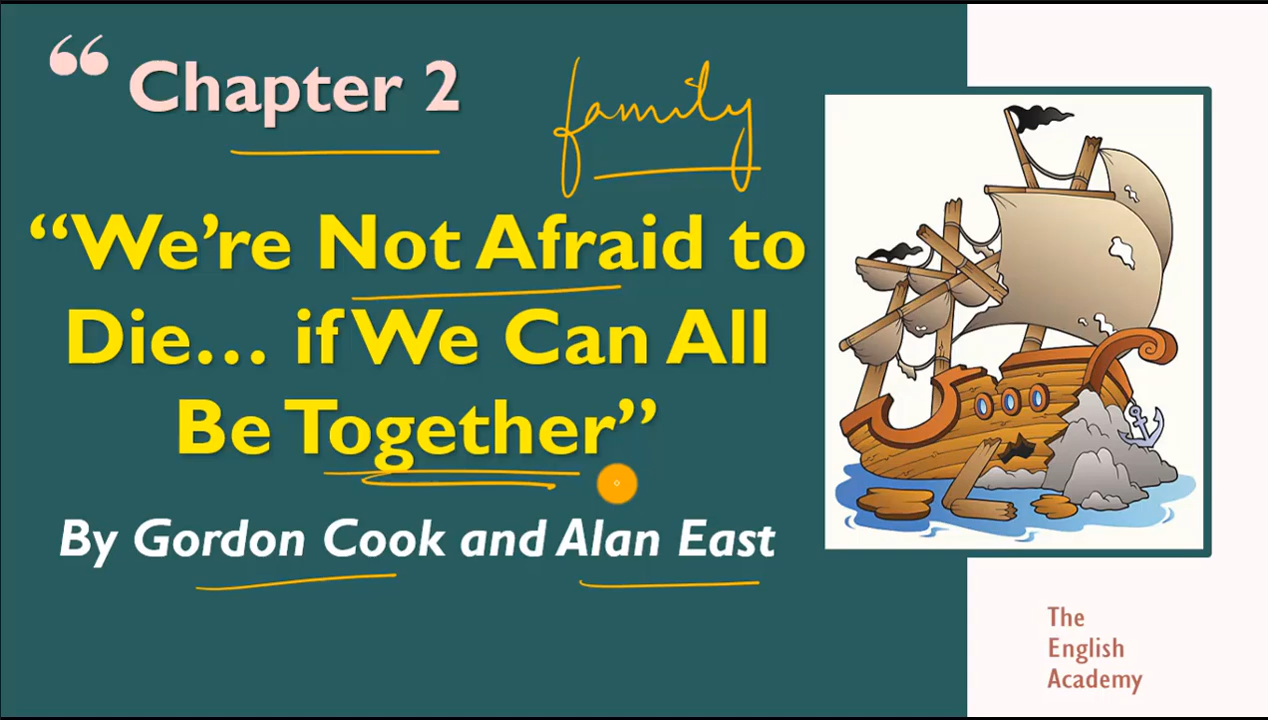 “ Chapter 2
family
“We’re Not Afraid to
Die... if We Can All
Be Together”
By Gordon Cook and Alan East
The
English
Academy